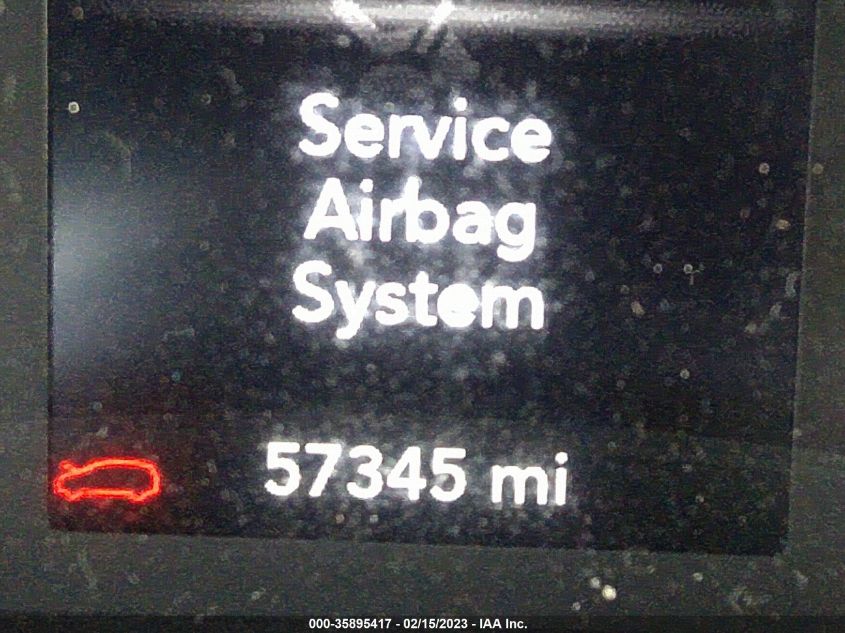 Service
Airbag
System
57345 mi
000-35895417 - 02/15/2023 - IAA Inc.